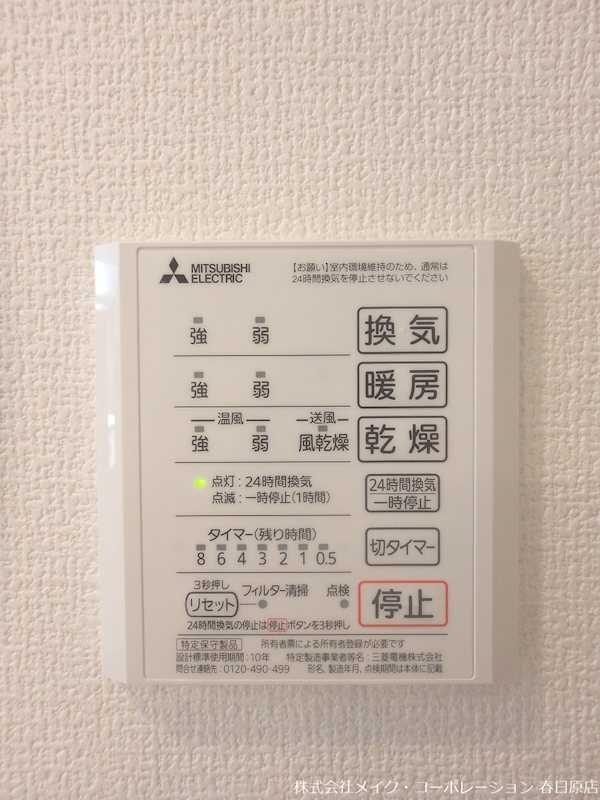 MITSUBISHI
ELECTRIC
【お願い】室内環境維持のため、通常は
24時間換気を停止させないでください
強 弱 換気
強 弱 暖房
温風 送風
強 弱 風乾燥 乾燥
点灯:24時間換気
点滅:一時停止(1時間)
24時間換気
一時停止
タイマー(残り時間)
8 6 4 3 2 1 0.5
切タイマー
3秒押し
リセット フィルター清掃 点検
停止
24時間換気の停止は停止ボタンを3秒押し
特定保守製品 所有者票による所有者登録が必要です
設計標準使用期間:10年 特定製造事業者等名:三菱電機株式会社
問合せ連絡先:0120-490-499 形名、製造年月、点検期間は本体に記載
株式会社メイク・コーポレーション 春日原店